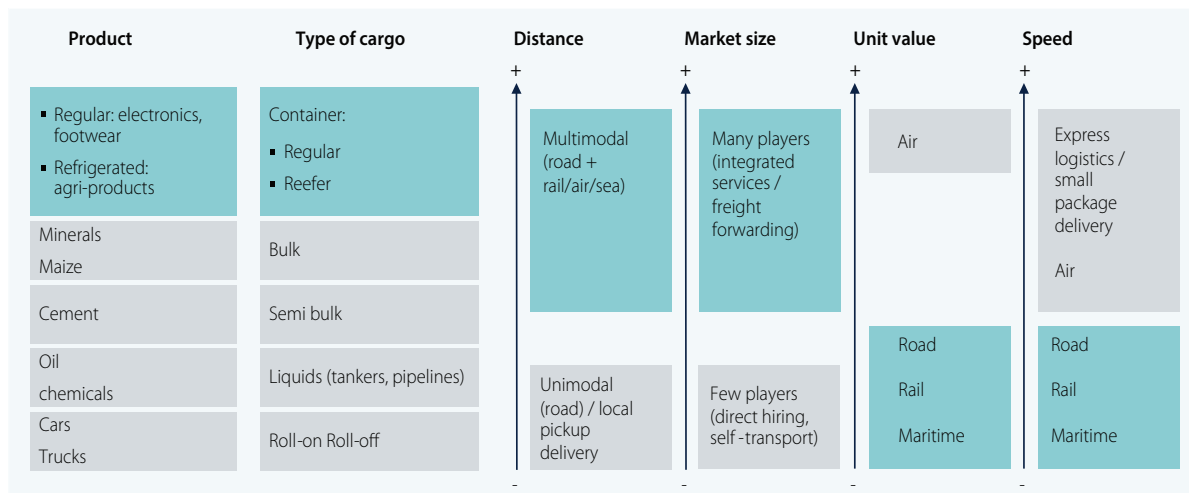 Product
Type of cargo
Distance
Market size
Unit value
Speed
+
+
+
+
▪ Regular: electronics,
footwear
▪ Refrigerated:
agri-products
Container:
▪ Regular
▪ Reefer
Minerals
Maize
Bulk
Cement
Semi bulk
Oil
chemicals
Liquids (tankers, pipelines)
Cars
Trucks
Roll-on Roll-off
Multimodal
(road +
rail/air/sea)
Unimodal
(road) / local
pickup
delivery
Many players
(integrated
services /
freight
forwarding)
Few players
(direct hiring,
self -transport)
Air
Road
Rail
Maritime
Express
logistics /
small
package
delivery
Air
Road
Rail
Maritime
-
-
-
-